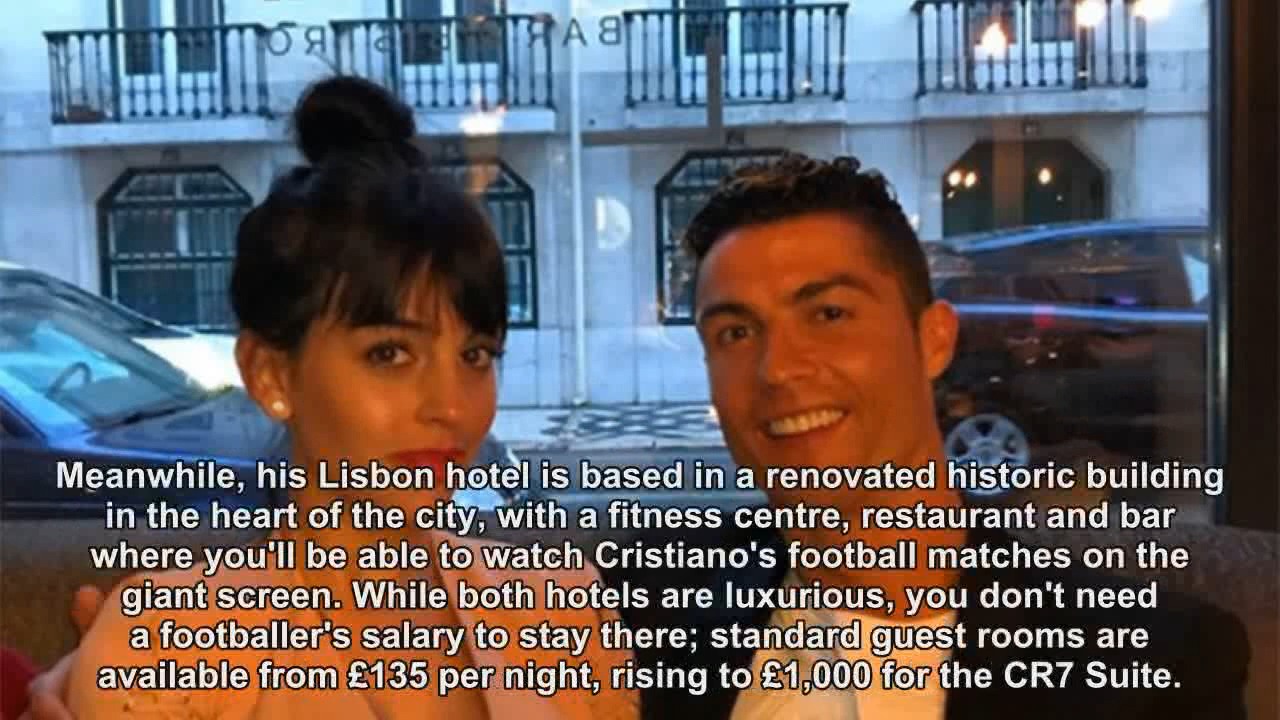 BAR BISTRO
Meanwhile, his Lisbon hotel is based in a renovated historic building
in the heart of the city, with a fitness centre, restaurant and bar
where you'll be able to watch Cristiano's football matches on the
giant screen. While both hotels are luxurious, you don't need
a footballer's salary to stay there; standard guest rooms are
available from £135 per night, rising to £1,000 for the CR7 Suite.